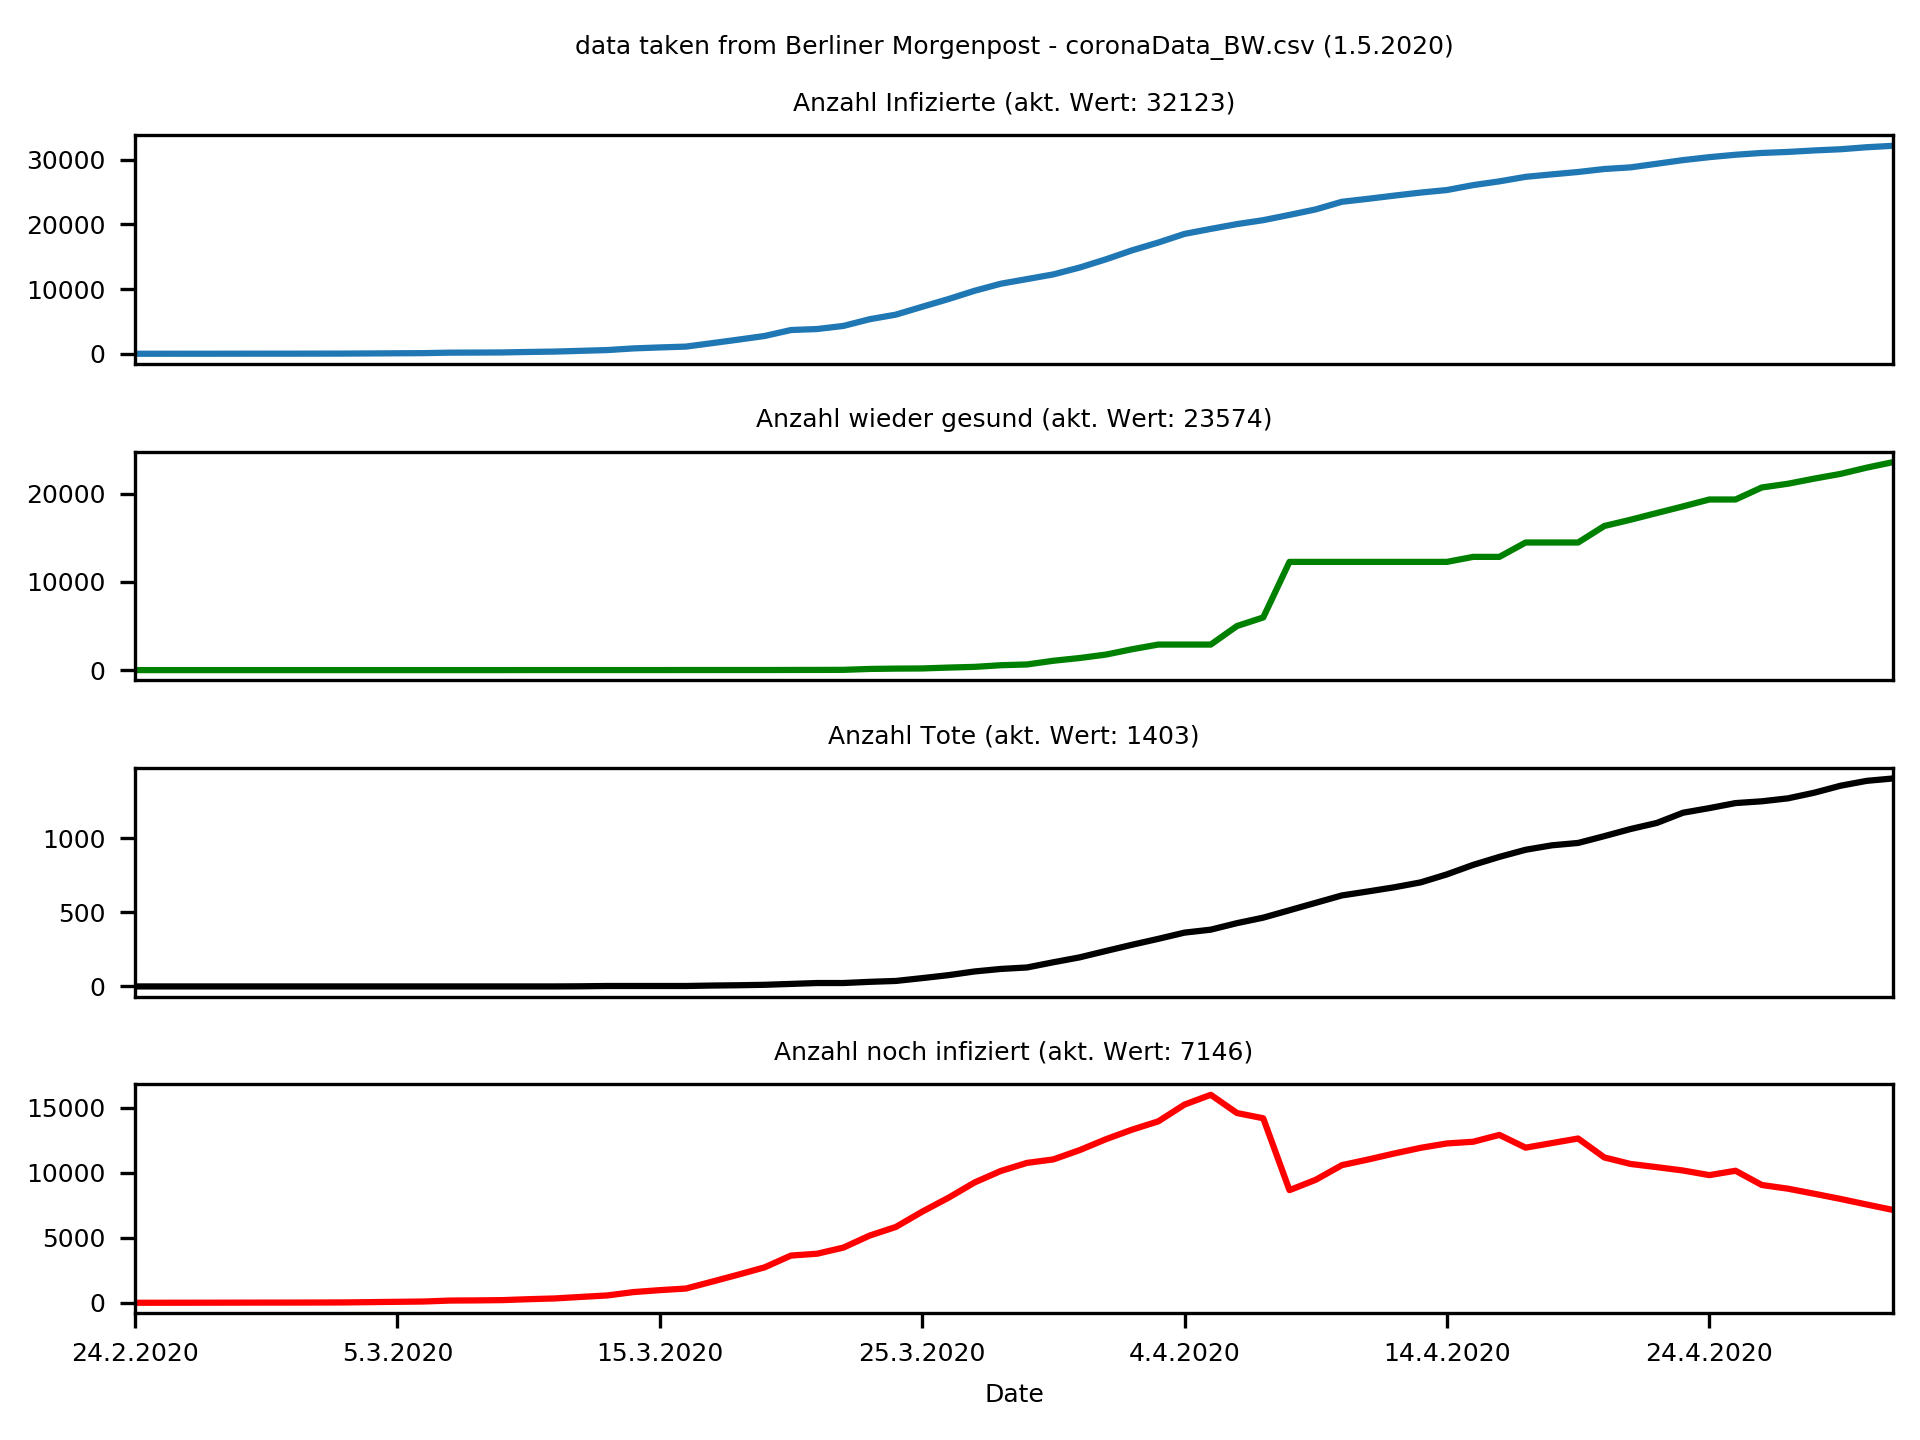 data taken from Berliner Morgenpost - coronaData_BW.csv (1.5.2020)
Anzahl Infizierte (akt. Wert: 32123)
30000
20000
10000
0
Anzahl wieder gesund (akt. Wert: 23574)
20000
10000
0
Anzahl Tote (akt. Wert: 1403)
1000
500
0
Anzahl noch infiziert (akt. Wert: 7146)
15000
10000
5000
0
24.2.2020 5.3.2020 15.3.2020 25.3.2020 4.4.2020 14.4.2020 24.4.2020
Date